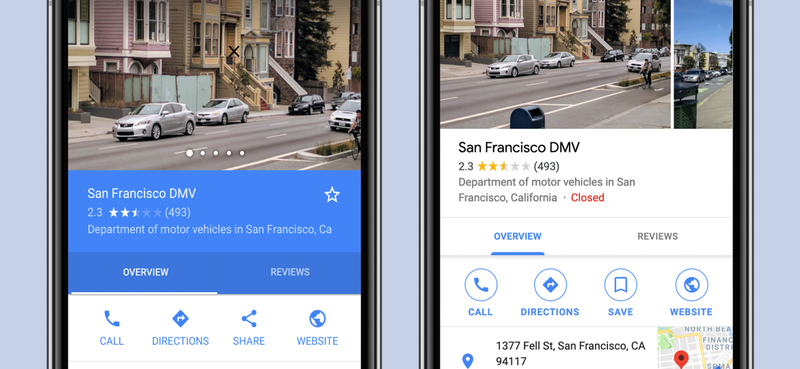 San Francisco DMV
2.3 (493)
Department of motor vehicles in San Francisco, Ca
OVERVIEW REVIEWS
CALL DIRECTIONS SHARE WEBSITE
San Francisco DMV
2.3 (493)
Department of motor vehicles in San
Francisco, California · Closed
OVERVIEW REVIEWS
CALL DIRECTIONS SAVE WEBSITE
1377 Fell St, San Francisco, CA
94117
NORTH BEA
FINANC
DISTRI
SOMA